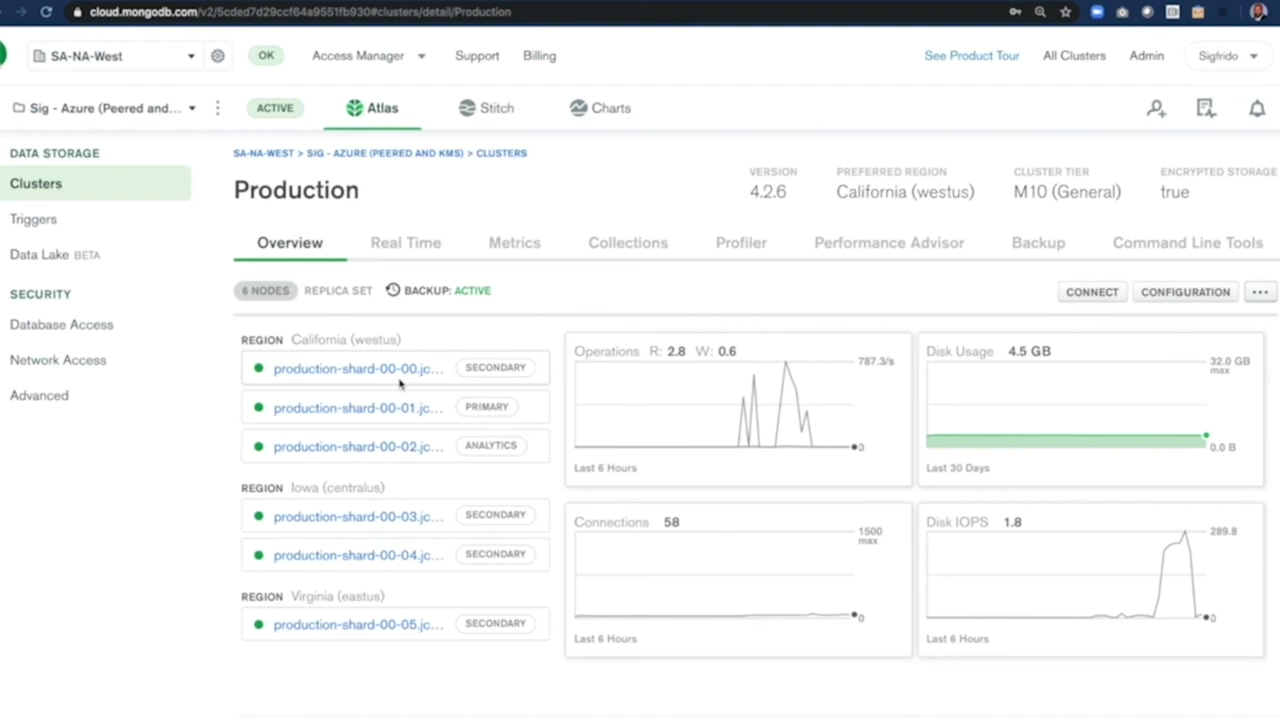 cloud.mongodb.com/v2/5cded7d29ccf64a9551fb930#clusters/detail/Production
SA-NA-West
OK
Access Manager
Support
Billing
See Product Tour
All Clusters
Admin
Sigfrido
Sig - Azure (Peered and...
ACTIVE
Atlas
Stitch
Charts
DATA STORAGE
Clusters
Triggers
Data Lake BETA
SECURITY
Database Access
Network Access
Advanced
SA-NA-WEST > SIG - AZURE (PEERED AND KMS) > CLUSTERS
Production
VERSION
4.2.6
PREFERRED REGION
California (westus)
CLUSTER TIER
M10 (General)
ENCRYPTED STORAGE
true
Overview
Real Time
Metrics
Collections
Profiler
Performance Advisor
Backup
Command Line Tools
6 NODES
REPLICA SET
BACKUP: ACTIVE
CONNECT
CONFIGURATION
...
REGION California (westus)
production-shard-00-00.jc... SECONDARY
production-shard-00-01.jc... PRIMARY
production-shard-00-02.jc... ANALYTICS
REGION Iowa (centralus)
production-shard-00-03.jc... SECONDARY
production-shard-00-04.jc... SECONDARY
REGION Virginia (eastus)
production-shard-00-05.jc... SECONDARY
Operations R: 2.8 W: 0.6
787.3/s
0
Last 6 Hours
Disk Usage 4.5 GB
32.0 GB
max
0.0 B
Last 30 Days
Connections 58
1500
max
0
Last 6 Hours
Disk IOPS 1.8
289.8
0
Last 6 Hours